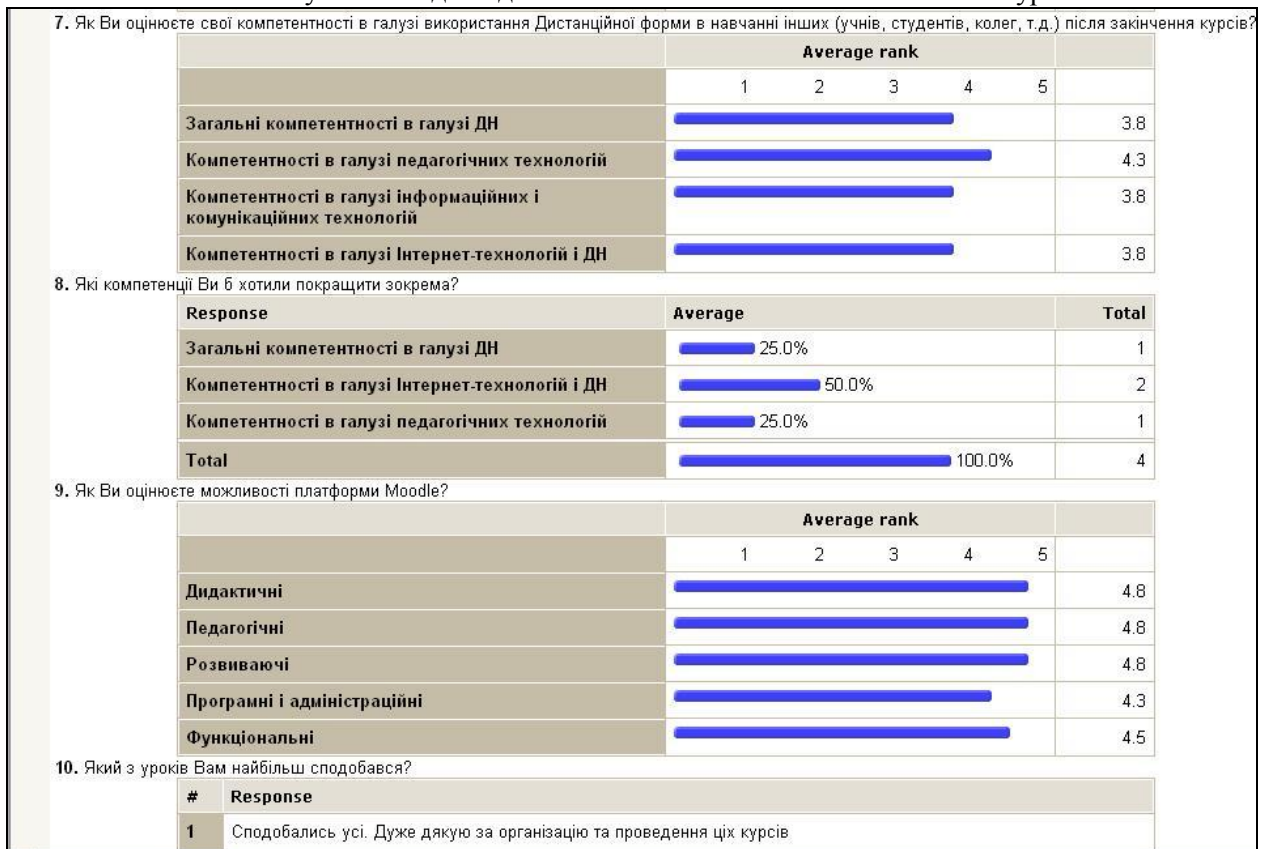 7. Як Ви оцінюєте свої компетентності в галузі використання Дистанційної форми в навчанні інших (учнів, студентів, колег, т.д.) після закінчення курсів?
Average rank
1 2 3 4 5
Загальні компетентності в галузі ДН 3.8
Компетентності в галузі педагогічних технологій 4.3
Компетентності в галузі інформаційних і
комунікаційних технологій 3.8
Компетентності в галузі Інтернет-технологій і ДН 3.8
8. Які компетенції Ви б хотили покращити зокрема?
Response Average Total
Загальні компетентності в галузі ДН 25.0% 1
Компетентності в галузі Інтернет-технологій і ДН 50.0% 2
Компетентності в галузі педагогічних технологій 25.0% 1
Total 100.0% 4
9. Як Ви оцінюєте можливості платформи Moodle?
Average rank
1 2 3 4 5
Дидактичні 4.8
Педагогічні 4.8
Розвиваючі 4.8
Програмні і адміністраційні 4.3
Функціональні 4.5
10. Який з уроків Вам найбільш сподобався?
# Response
1 Сподобались усі. Дуже дякую за організацію та проведення ціх курсів